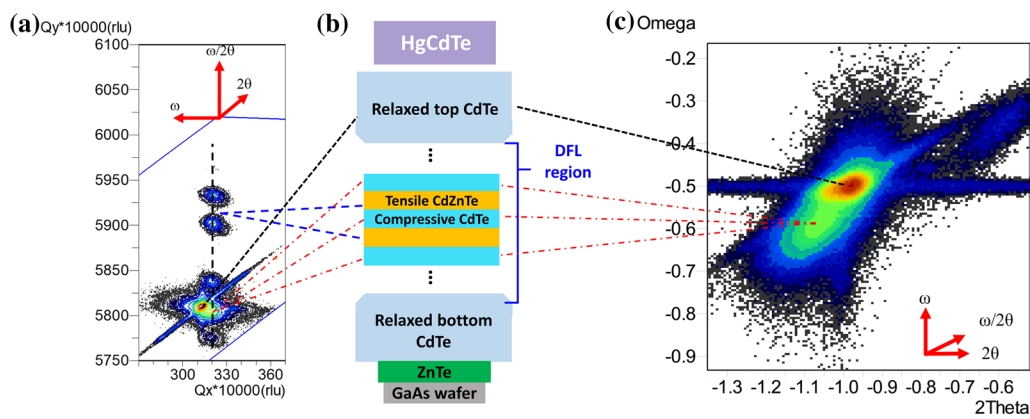 (a)
Qy*10000(rlu)
6100
6050
6000
5950
5900
5850
5800
5750
300
330
360
Qx*10000(rlu)
ω/2θ
2θ
ω
(b)
HgCdTe
Relaxed top CdTe
DFL
region
Tensile CdZnTe
Compressive CdTe
Relaxed bottom
CdTe
ZnTe
GaAs wafer
(c)
Omega
-0.2
-0.3
-0.4
-0.5
-0.6
-0.7
-0.8
-0.9
-1.3 -1.2 -1.1 -1.0 -0.9 -0.8 -0.7 -0.6
2Theta
ω
ω/2θ
2θ